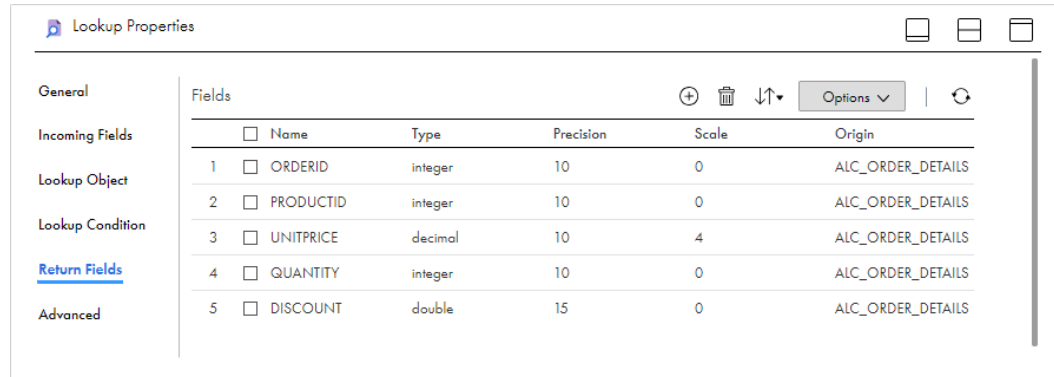 Lookup Properties
General
Incoming Fields
Lookup Object
Lookup Condition
Return Fields
Advanced
Fields
Options
Name Type Precision Scale Origin
1 ORDERID integer 10 0 ALC_ORDER_DETAILS
2 PRODUCTID integer 10 0 ALC_ORDER_DETAILS
3 UNITPRICE decimal 10 4 ALC_ORDER_DETAILS
4 QUANTITY integer 10 0 ALC_ORDER_DETAILS
5 DISCOUNT double 15 0 ALC_ORDER_DETAILS